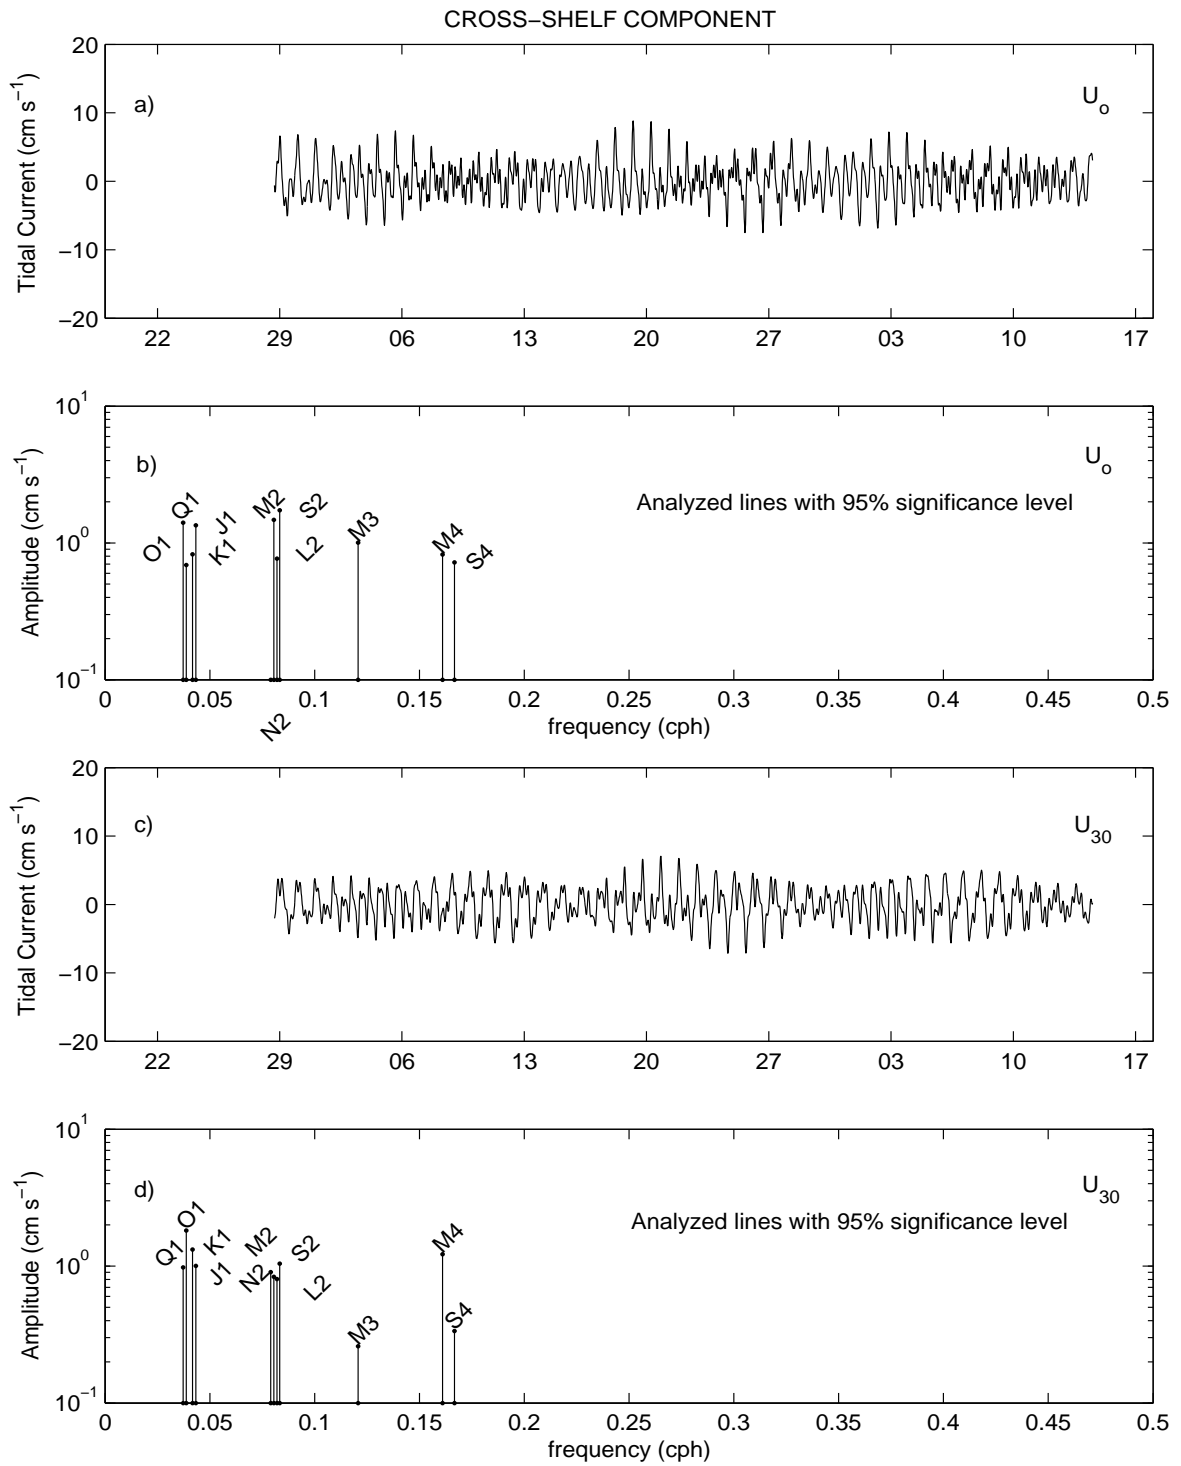 CROSS−SHELF COMPONENT
20
10
0
−10
−20
Tidal Current (cm s−1)
a)
Uo
22 29 06 13 20 27 03 10 17
101
100
10−1
Amplitude (cm s−1)
b)
Uo
Analyzed lines with 95% significance level
Q1
O1
J1
K1
M2
S2
L2
N2
M3
M4
S4
0 0.05 0.1 0.15 0.2 0.25 0.3 0.35 0.4 0.45 0.5
frequency (cph)
20
10
0
−10
−20
Tidal Current (cm s−1)
c)
U30
22 29 06 13 20 27 03 10 17
101
100
10−1
Amplitude (cm s−1)
d)
U30
Analyzed lines with 95% significance level
O1
Q1
K1
J1
M2
N2
S2
L2
M3
M4
S4
0 0.05 0.1 0.15 0.2 0.25 0.3 0.35 0.4 0.45 0.5
frequency (cph)